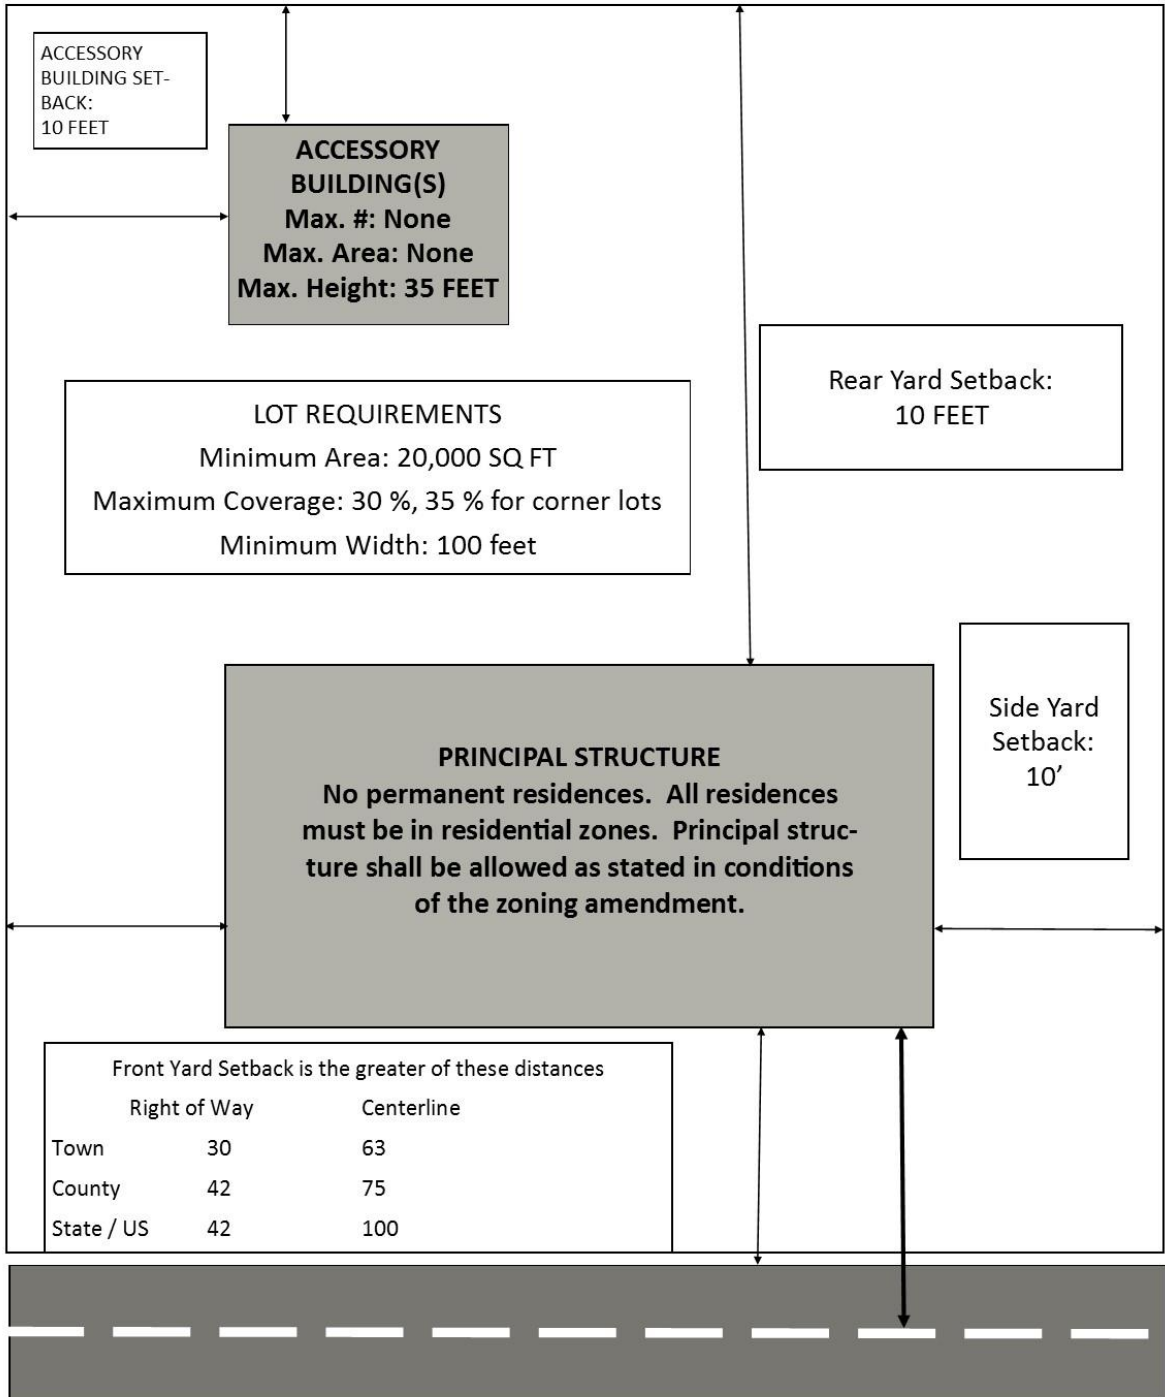 ACCESSORY
BUILDING SET-
BACK:
10 FEET
ACCESSORY
BUILDING(S)
Max. #: None
Max. Area: None
Max. Height: 35 FEET
Rear Yard Setback:
10 FEET
LOT REQUIREMENTS
Minimum Area: 20,000 SQ FT
Maximum Coverage: 30 %, 35 % for corner lots
Minimum Width: 100 feet
Side Yard
Setback:
10’
PRINCIPAL STRUCTURE
No permanent residences.  All residences
must be in residential zones.  Principal struc-
ture shall be allowed as stated in conditions
of the zoning amendment.
Front Yard Setback is the greater of these distances
Right of Way Centerline
Town 30 63
County 42 75
State / US 42 100